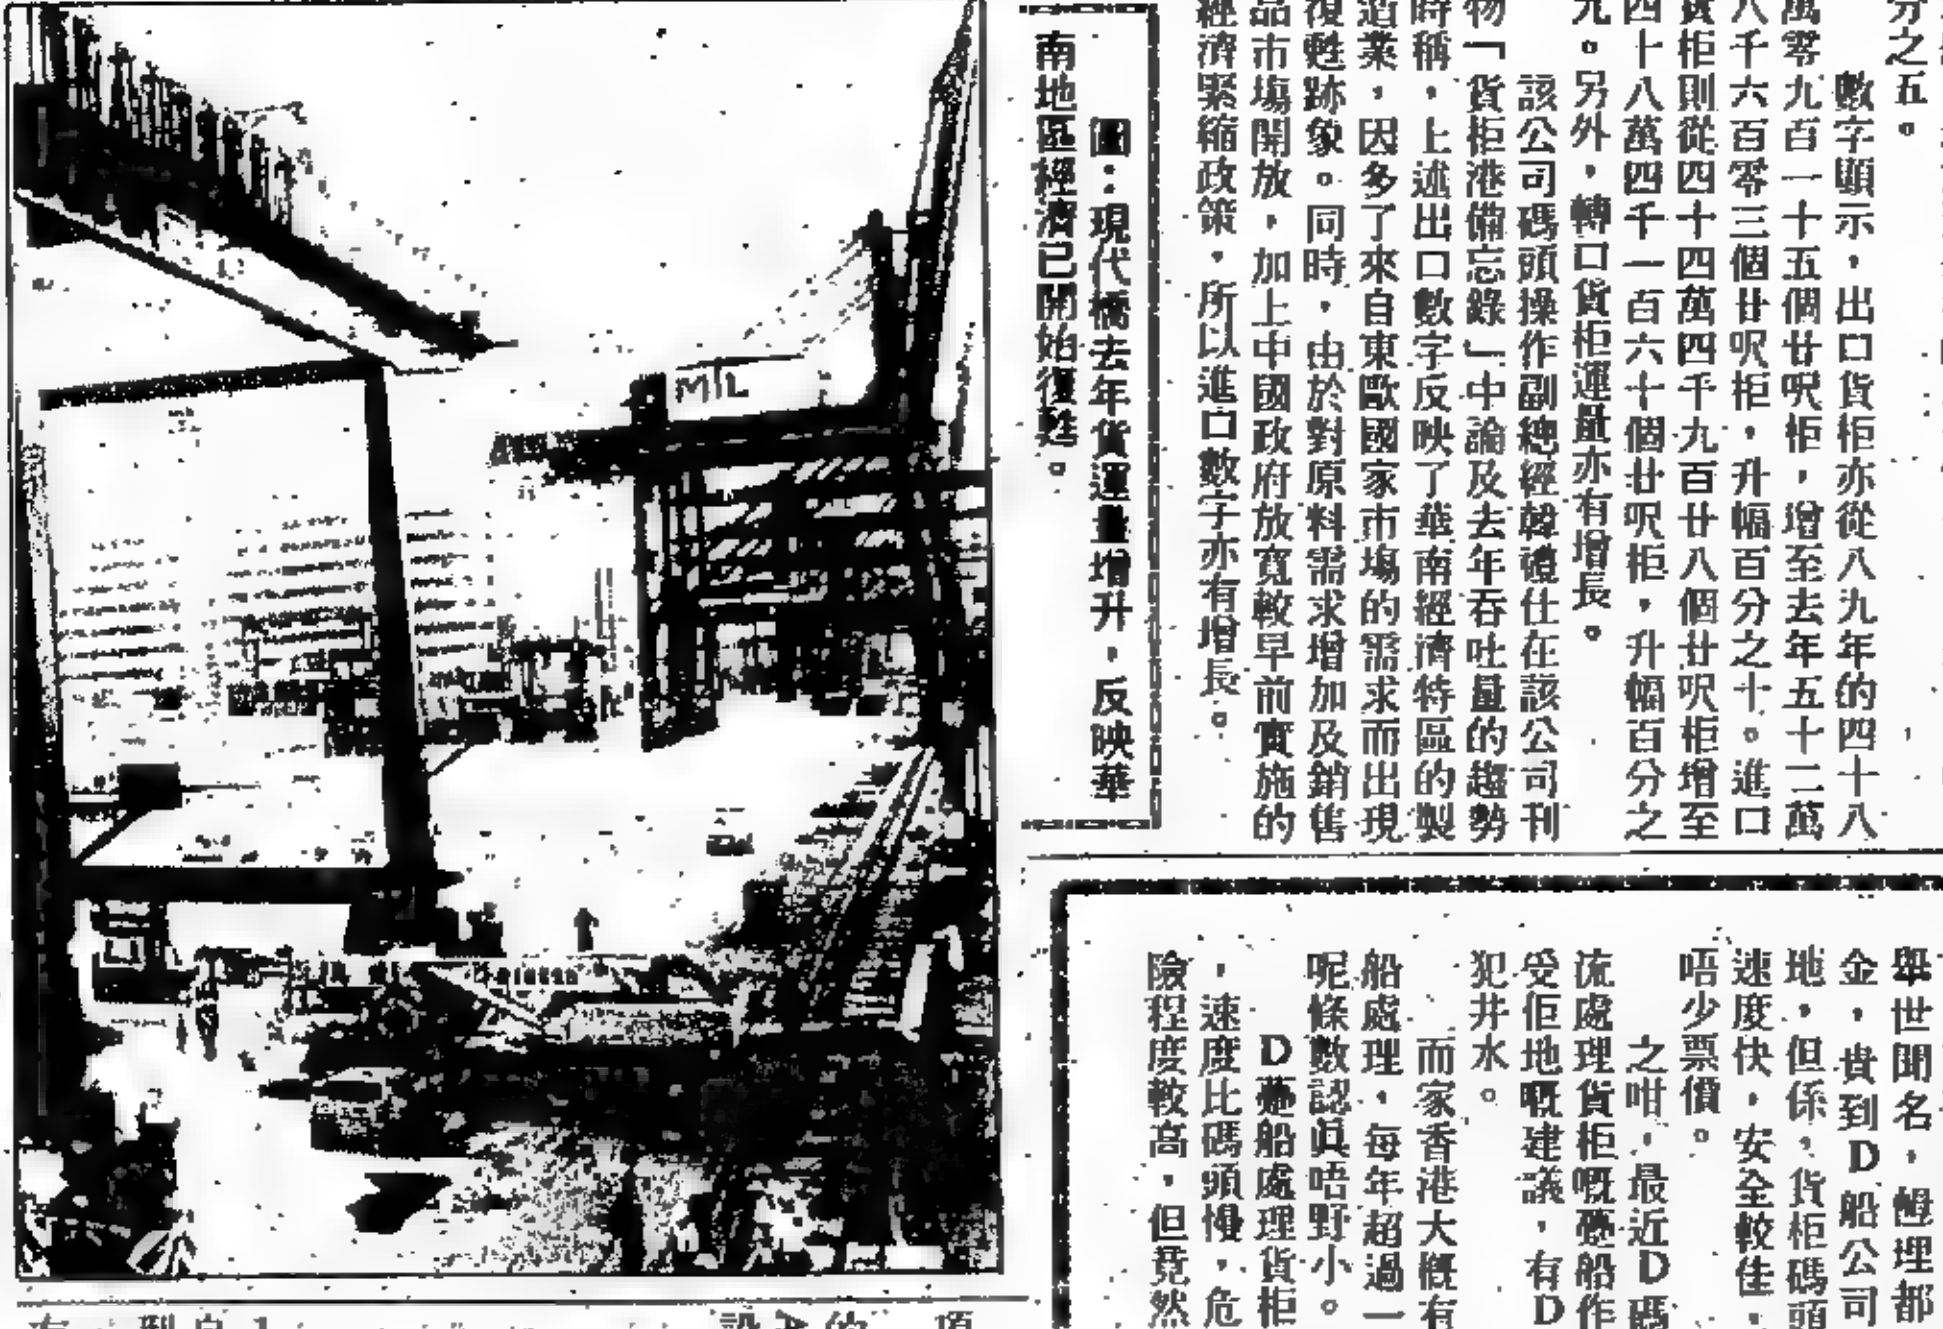 分之五。
數字顯示，出口貨柜亦從八九年的四十八
萬零九百一十五個廿呎柜，增至去年五十二萬
八千六百零三個廿呎柜，升幅百分之十。進口
貨柜則從四十四萬四千九百廿八個廿呎柜增至
四十八萬四千一百六十個廿呎柜，升幅百分之
九。另外，轉口貨柜運量亦有增長。
該公司碼頭操作副總經韓禮仕在該公司刊
物「貨柜港備忘錄」中論及去年吞吐量的趨勢
時稱，上述出口數字反映了華南經濟特區的製
造業，因多了來自東歐國家市場的需求而出現
復甦跡象。同時，由於對原料需求增加及銷售
品市場開放，加上中國政府放寬較早前實施的
經濟緊縮政策，所以進口數字亦有增長。
圖：現代橋去年貨運量增升，反映華
南地區經濟已開始復甦。
MTL
舉世聞名，橙埋都
金，貴到D船公司
地，但係，貨柜碼頭
速度快，安全較佳，
唔少票價。
之咁，最近D碼
流處理貨柜嘅躉船作
受佢地嘅建議，有D
犯井水。
而家香港大概有
船處理，每年超過一
呢條數認真唔野小。
D躉船處理貨柜
，速度比碼頭慢，危
險程度較高，但竟然